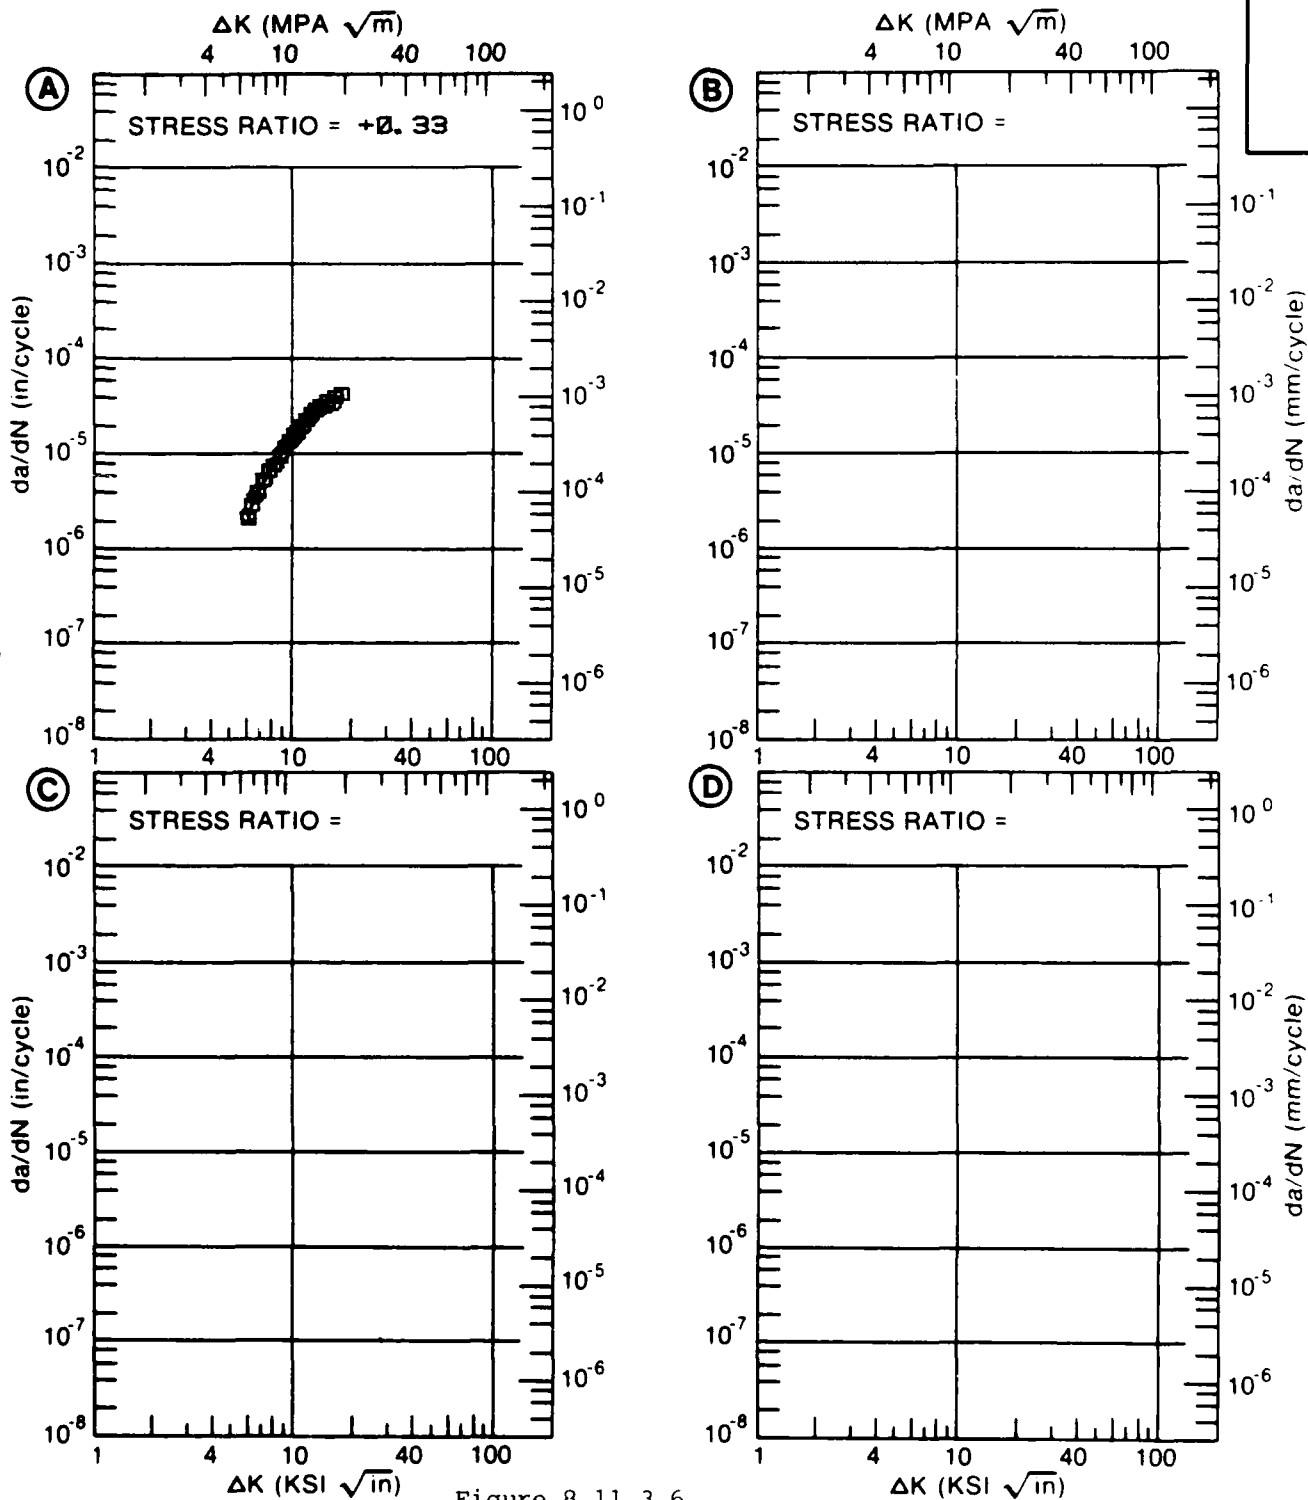 ΔK (MPA √m)
4 10 40 100
A
STRESS RATIO = +0.33
10^-2
10^-3
10^-4
10^-5
10^-6
10^-7
10^-8
da/dN (in/cycle)
10^0
10^-1
10^-2
10^-3
10^-4
10^-5
10^-6
1 4 10 40 100
ΔK (MPA √m)
4 10 40 100
B
STRESS RATIO =
10^-2
10^-3
10^-4
10^-5
10^-6
10^-7
10^-8
10^-1
10^-2
10^-3
10^-4
10^-5
10^-6
da/dN (mm/cycle)
1 4 10 40 100
C
STRESS RATIO =
10^-2
10^-3
10^-4
10^-5
10^-6
10^-7
10^-8
da/dN (in/cycle)
10^0
10^-1
10^-2
10^-3
10^-4
10^-5
10^-6
1 4 10 40 100
ΔK (KSI √in)
D
STRESS RATIO =
10^-2
10^-3
10^-4
10^-5
10^-6
10^-7
10^-8
10^0
10^-1
10^-2
10^-3
10^-4
10^-5
10^-6
da/dN (mm/cycle)
1 4 10 40 100
ΔK (KSI √in)
Figure 8.11.3.6